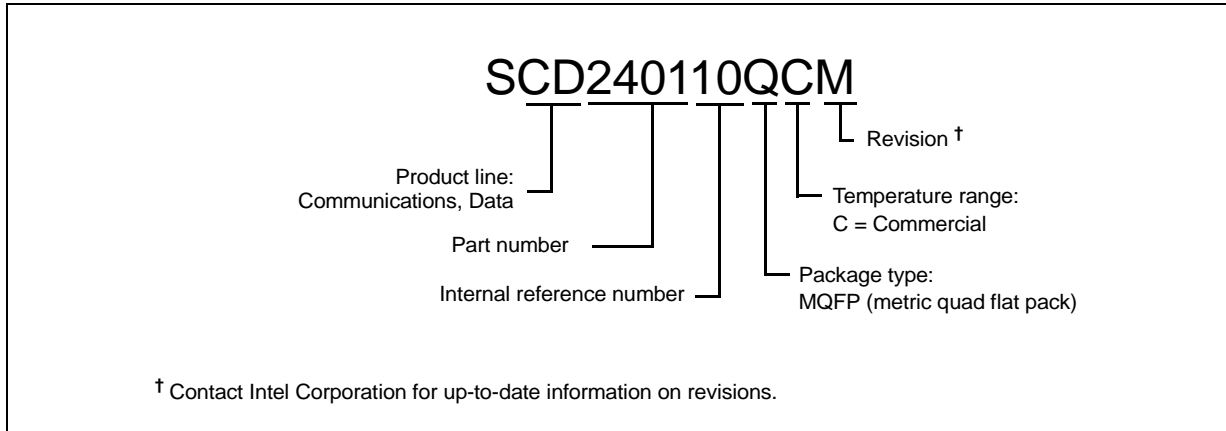 SCD240110QCM
Revision †
Product line:
Communications, Data
Temperature range:
C = Commercial
Part number
Package type:
MQFP (metric quad flat pack)
Internal reference number
† Contact Intel Corporation for up-to-date information on revisions.